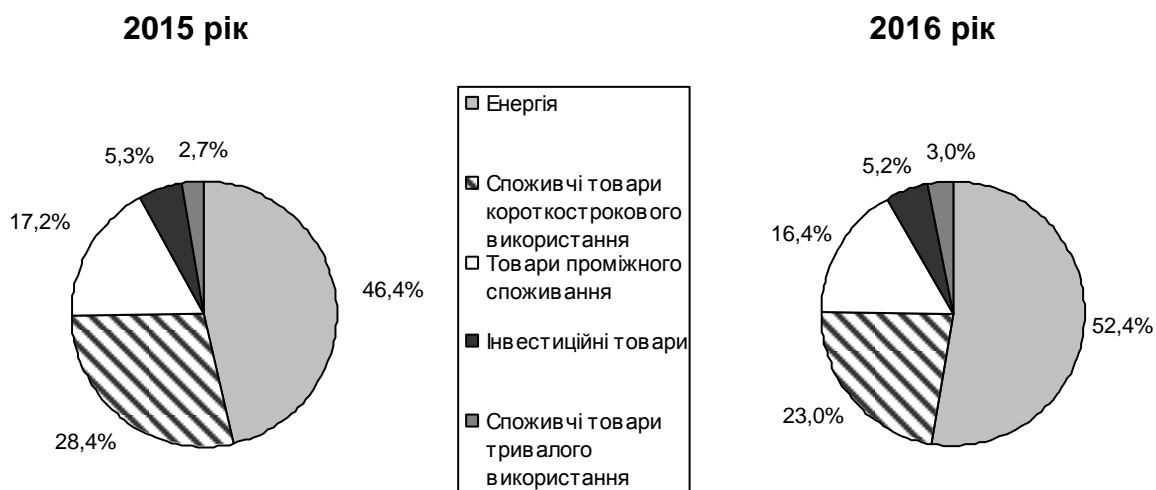 2015 рік
2016 рік
5,3%
2,7%
17,2%
46,4%
28,4%
Енергія
Споживчі товари
короткострокового
використання
Товари проміжного
споживання
Інвестиційні товари
Споживчі товари
тривалого
використання
5,2%
3,0%
16,4%
52,4%
23,0%